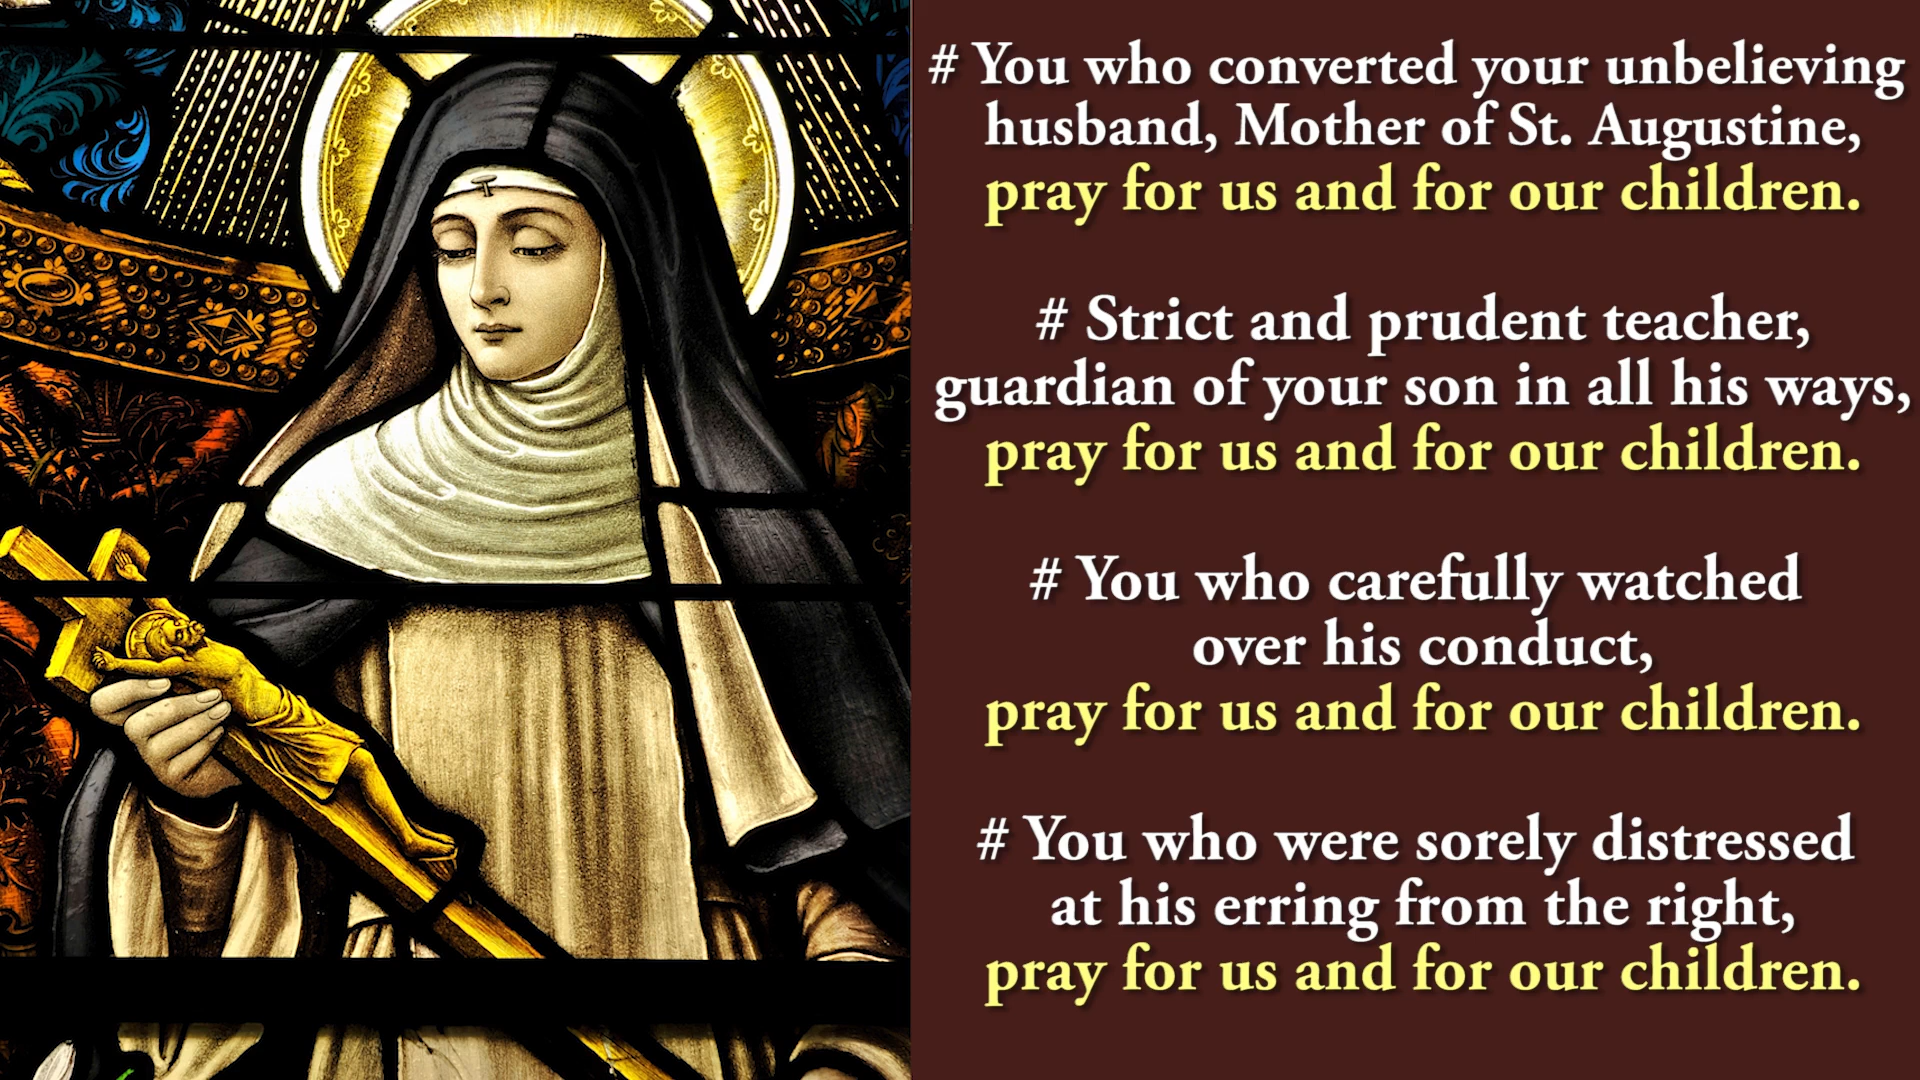 # You who converted your unbelieving
husband, Mother of St. Augustine,
pray for us and for our children.
# Strict and prudent teacher,
guardian of your son in all his ways,
pray for us and for our children.
# You who carefully watched
over his conduct,
pray for us and for our children.
# You who were sorely distressed
at his erring from the right,
pray for us and for our children.